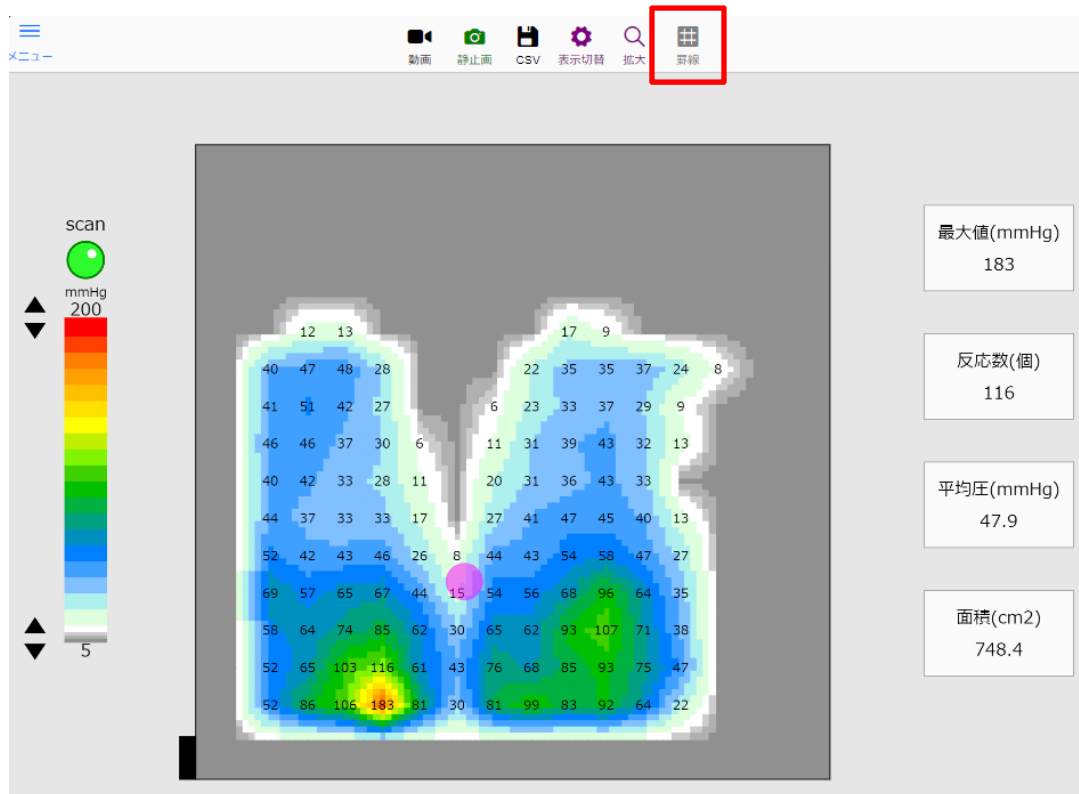 メニュー
動画 静止画 CSV 表示切替 拡大 罫線
scan
mmHg
200
5
12 13 17 9
40 47 48 28 22 35 35 37 24 8
41 51 42 27 6 23 33 37 29 9
46 46 37 30 6 11 31 39 43 32 13
40 42 33 28 11 20 31 36 43 33
44 37 33 33 17 27 41 47 45 40 13
52 42 43 46 26 8 44 43 54 58 47 27
69 57 65 67 44 15 54 56 68 96 64 35
58 64 74 85 62 30 65 62 93 107 71 38
52 65 103 116 61 43 76 68 85 93 75 47
52 86 106 183 81 30 81 99 83 92 64 22
最大値(mmHg)
183
反応数(個)
116
平均圧(mmHg)
47.9
面積(cm2)
748.4